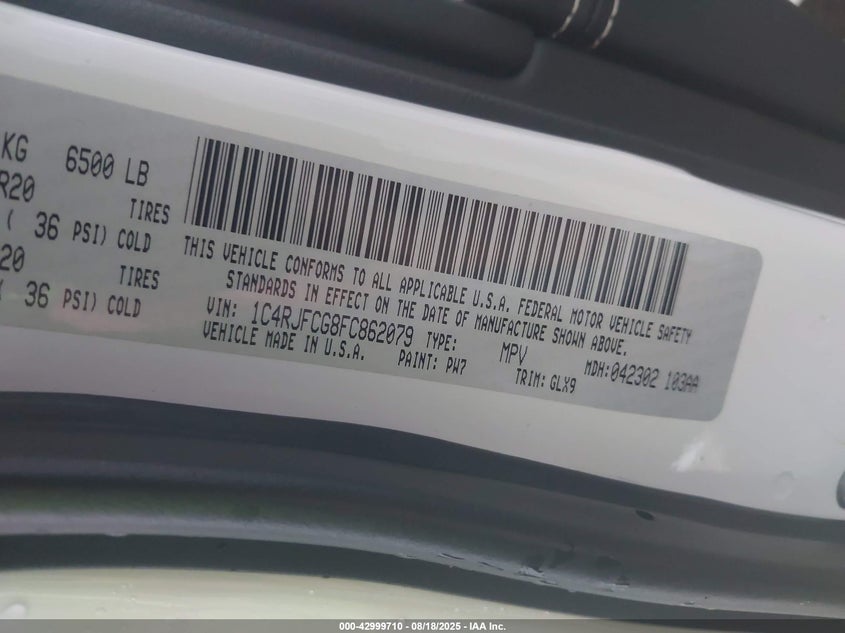 KG 6500 LB
R20 TIRES
( 36 PSI) COLD
20 TIRES
( 36 PSI) COLD
THIS VEHICLE CONFORMS TO ALL APPLICABLE U.S.A. FEDERAL MOTOR VEHICLE SAFETY
STANDARDS IN EFFECT ON THE DATE OF MANUFACTURE SHOWN ABOVE.
VIN: 1C4RJFCG8FC862079 TYPE: MPV MDH:042302 103AA
VEHICLE MADE IN U.S.A. PAINT: PW7 TRIM: GLX9
000-42999710 - 08/18/2025 - IAA Inc.